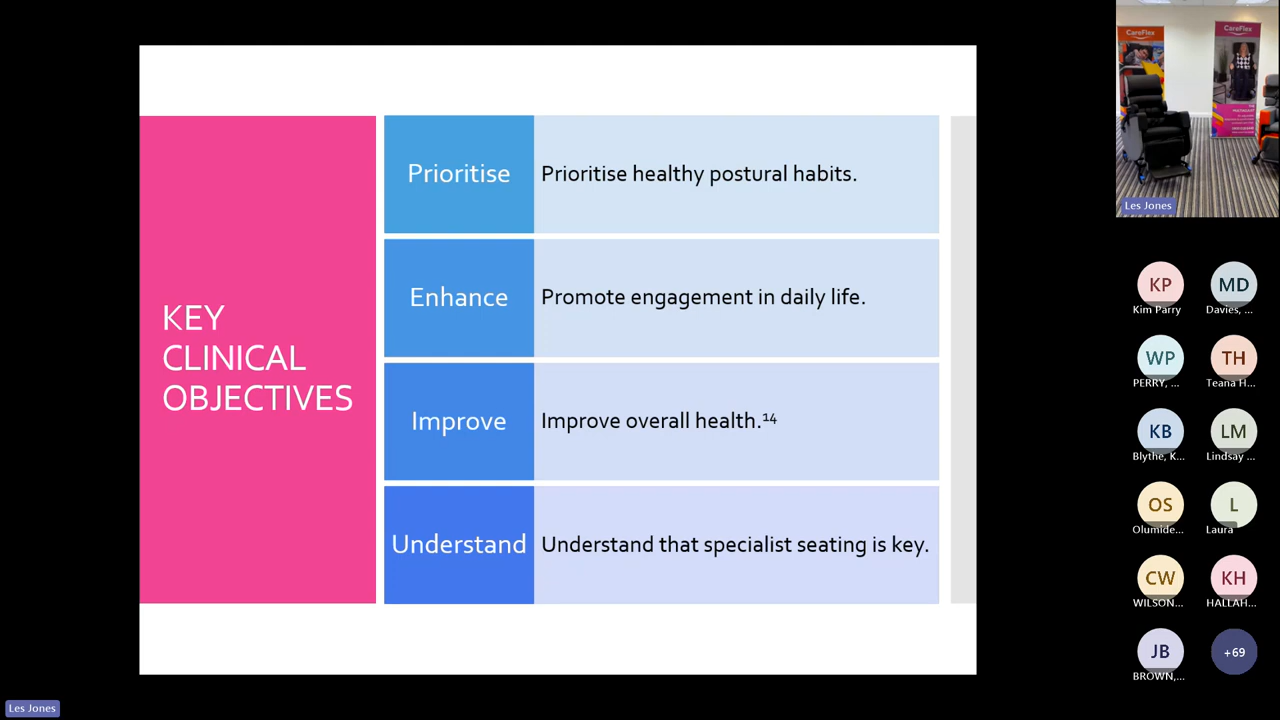 KEY
CLINICAL
OBJECTIVES
Prioritise
Prioritise healthy postural habits.
Enhance
Promote engagement in daily life.
Improve
Improve overall health.¹⁴
Understand
Understand that specialist seating is key.
CareFlex
CareFlex
Les Jones
KP
Kim Parry
MD
Davies, ...
WP
PERRY, ...
TH
Teana H...
KB
Blythe, K...
LM
Lindsay ...
OS
Olumide...
L
Laura
CW
WILSON...
KH
HALLAH...
JB
BROWN,...
+69
Les Jones